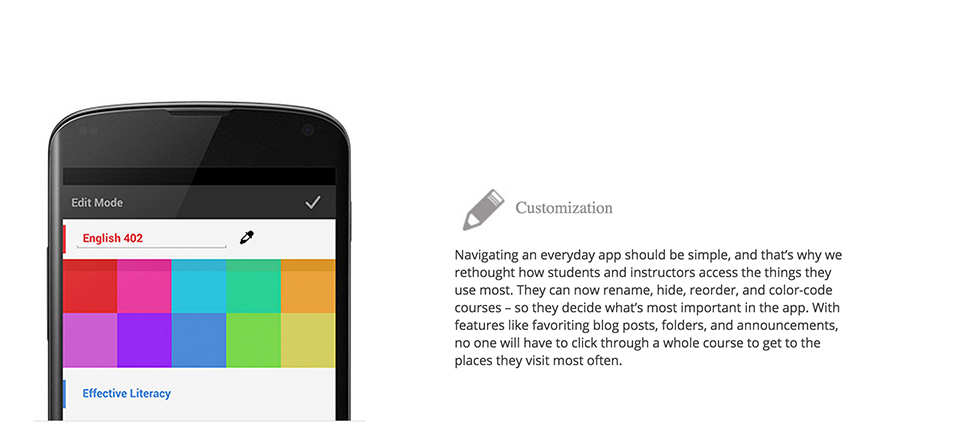 Edit Mode
English 402
Effective Literacy
Customization
Navigating an everyday app should be simple, and that’s why we
rethought how students and instructors access the things they
use most. They can now rename, hide, reorder, and color-code
courses – so they decide what’s most important in the app. With
features like favoriting blog posts, folders, and announcements,
no one will have to click through a whole course to get to the
places they visit most often.